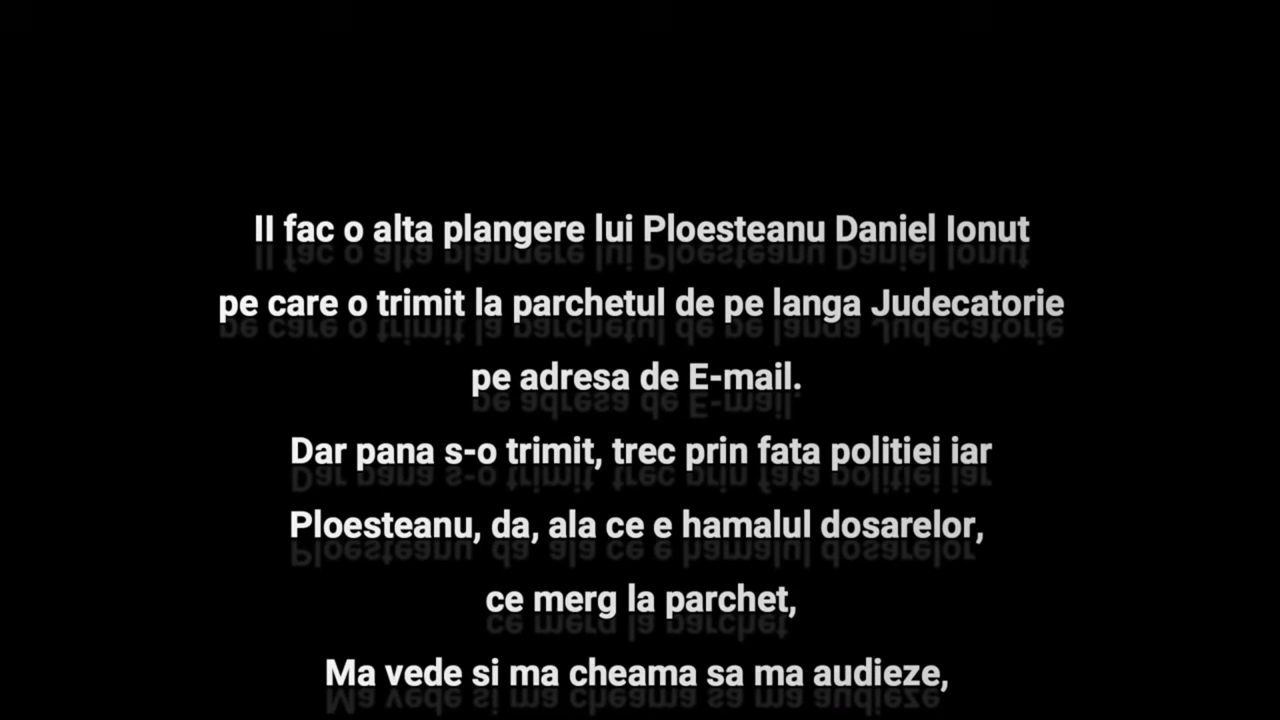 II fac o alta plangere lui Ploesteanu Daniel Ionut
pe care o trimit la parchetul de pe langa Judecatorie
pe adresa de E-mail.
Dar pana s-o trimit, trec prin fata politiei iar
Ploesteanu, da, ala ce e hamalul dosarelor,
ce merg la parchet,
Ma vede si ma cheama sa ma audieze,